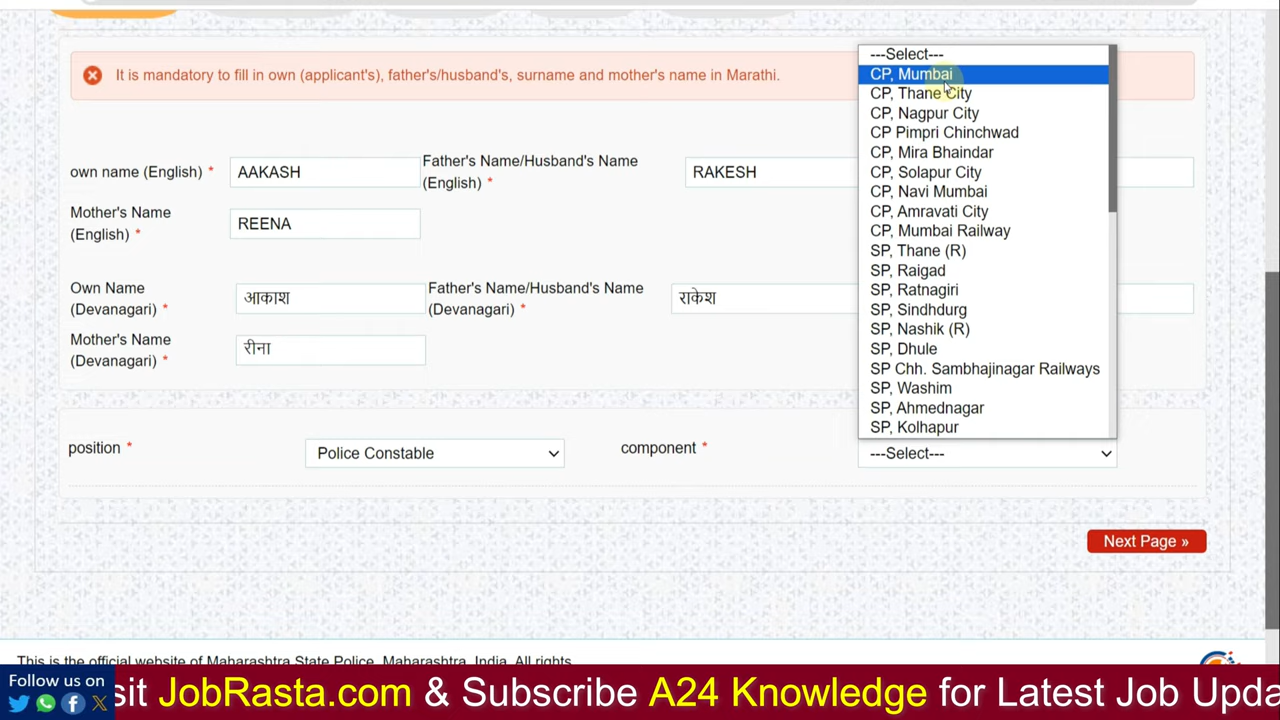 ---Select---
It is mandatory to fill in own (applicant's), father's/husband's, surname and mother's name in Marathi.
CP, Mumbai
CP, Thane City
CP, Nagpur City
CP Pimpri Chinchwad
CP, Mira Bhaindar
CP, Solapur City
CP, Navi Mumbai
CP, Amravati City
CP, Mumbai Railway
SP, Thane (R)
SP, Raigad
SP, Ratnagiri
SP, Sindhdurg
SP, Nashik (R)
SP, Dhule
SP Chh. Sambhajinagar Railways
SP, Washim
SP, Ahmednagar
SP, Kolhapur
own name (English) * AAKASH
Father's Name/Husband's Name
(English) * RAKESH
Mother's Name
(English) * REENA
Own Name
(Devanagari) * आकाश
Father's Name/Husband's Name
(Devanagari) * राकेश
Mother's Name
(Devanagari) * रीना
position * Police Constable component * ---Select---
Next Page »
This is the official website of Maharashtra State Police, Maharashtra, India. All rights
Follow us on
sit JobRasta.com & Subscribe A24 Knowledge for Latest Job Upda